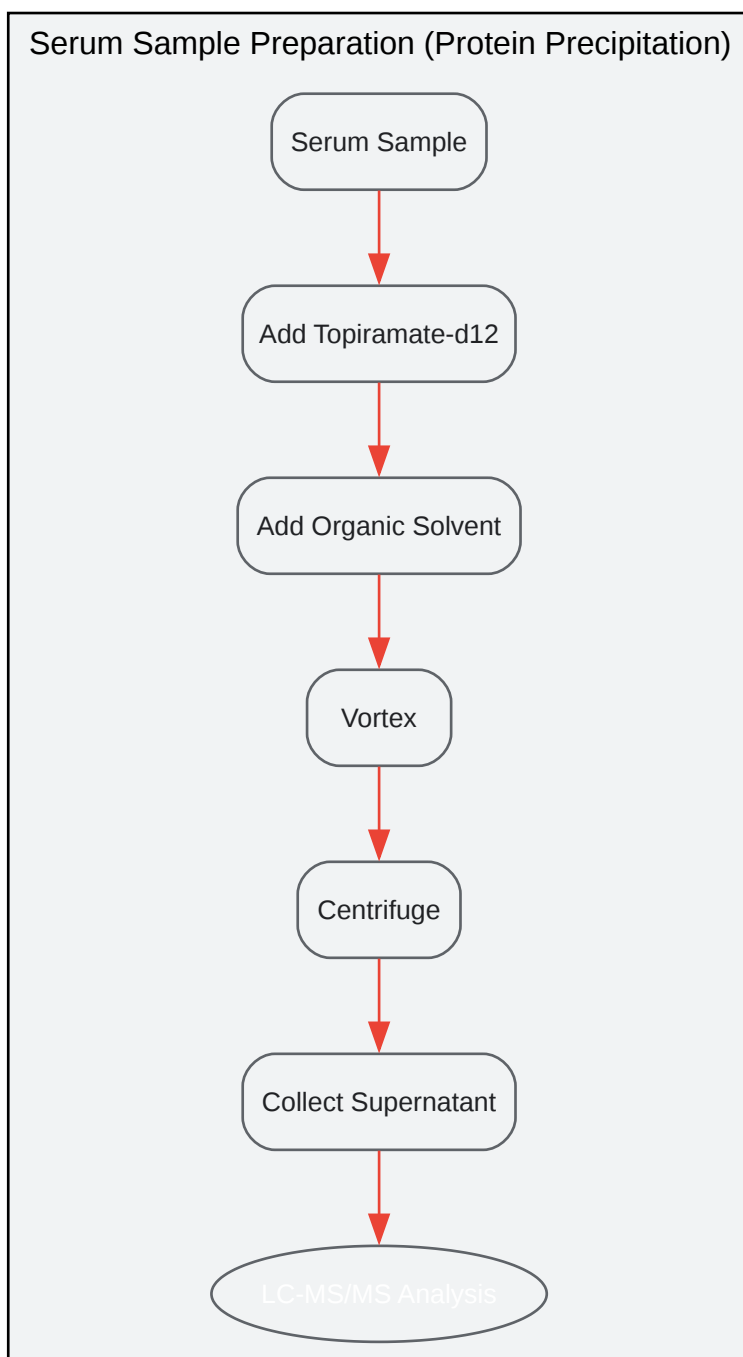 Serum Sample Preparation (Protein Precipitation)
Serum Sample
Add Topiramate-d12
Add Organic Solvent
Vortex
Centrifuge
Collect Supernatant
LC-MS/MS Analysis